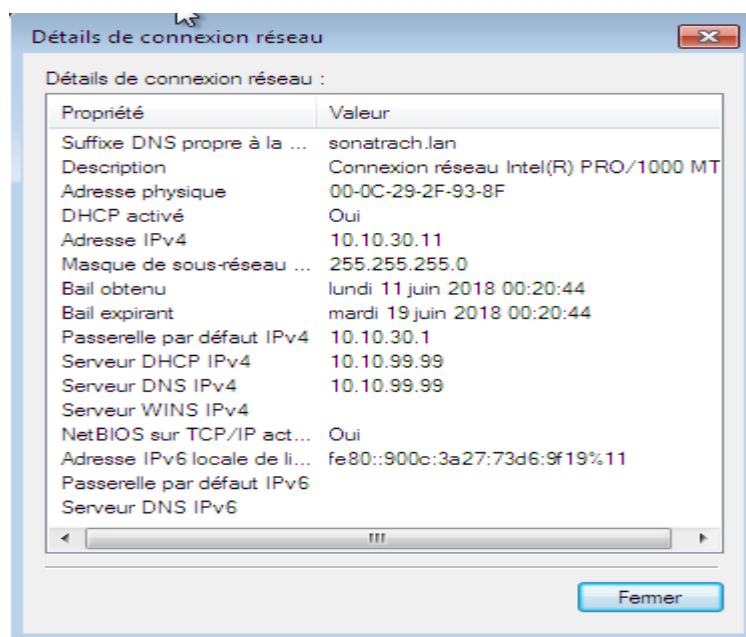 Détails de connexion réseau
Détails de connexion réseau :
Propriété Valeur
Suffixe DNS propre à la ... sonatrach.lan
Description Connexion réseau Intel(R) PRO/1000 MT
Adresse physique 00-0C-29-2F-93-8F
DHCP activé Oui
Adresse IPv4 10.10.30.11
Masque de sous-réseau ... 255.255.255.0
Bail obtenu lundi 11 juin 2018 00:20:44
Bail expirant mardi 19 juin 2018 00:20:44
Passerelle par défaut IPv4 10.10.30.1
Serveur DHCP IPv4 10.10.99.99
Serveur DNS IPv4 10.10.99.99
Serveur WINS IPv4
NetBIOS sur TCP/IP act... Oui
Adresse IPv6 locale de li... fe80::900c:3a27:73d6:9f19%11
Passerelle par défaut IPv6
Serveur DNS IPv6
Fermer